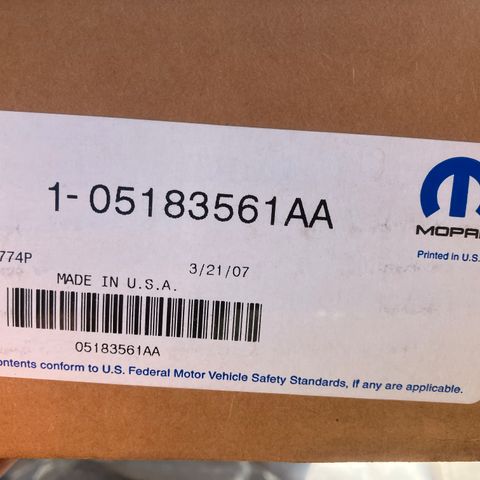 1-05183561AA
MOPAR
Printed in U.S.
774P
3/21/07
MADE IN U.S.A.
05183561AA
ontents conform to U.S. Federal Motor Vehicle Safety Standards, If any are applicable.